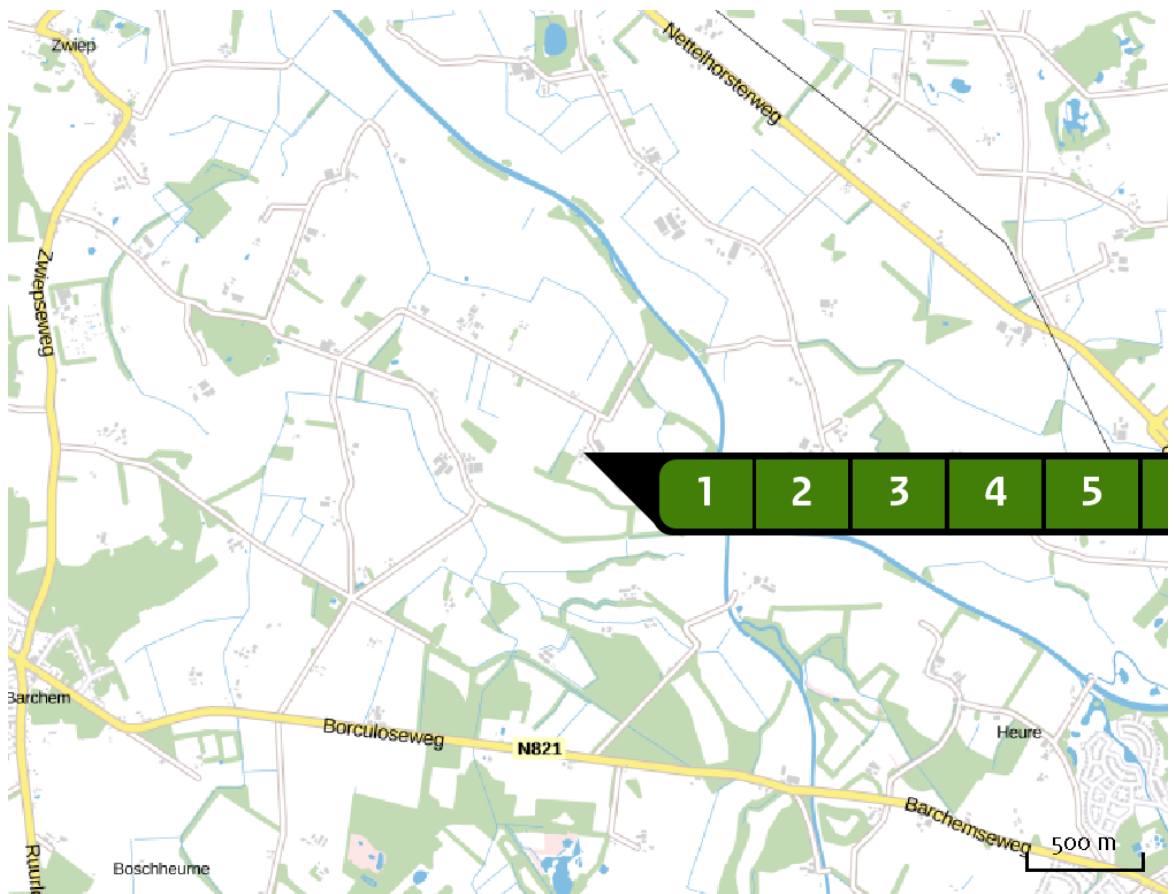 Zwiep
Nettelhorsterweg
Zwiepseweg
1 2 3 4 5
Barchem
Borculoseweg
N821
Heure
Barchemseweg
500 m
Boschheurne